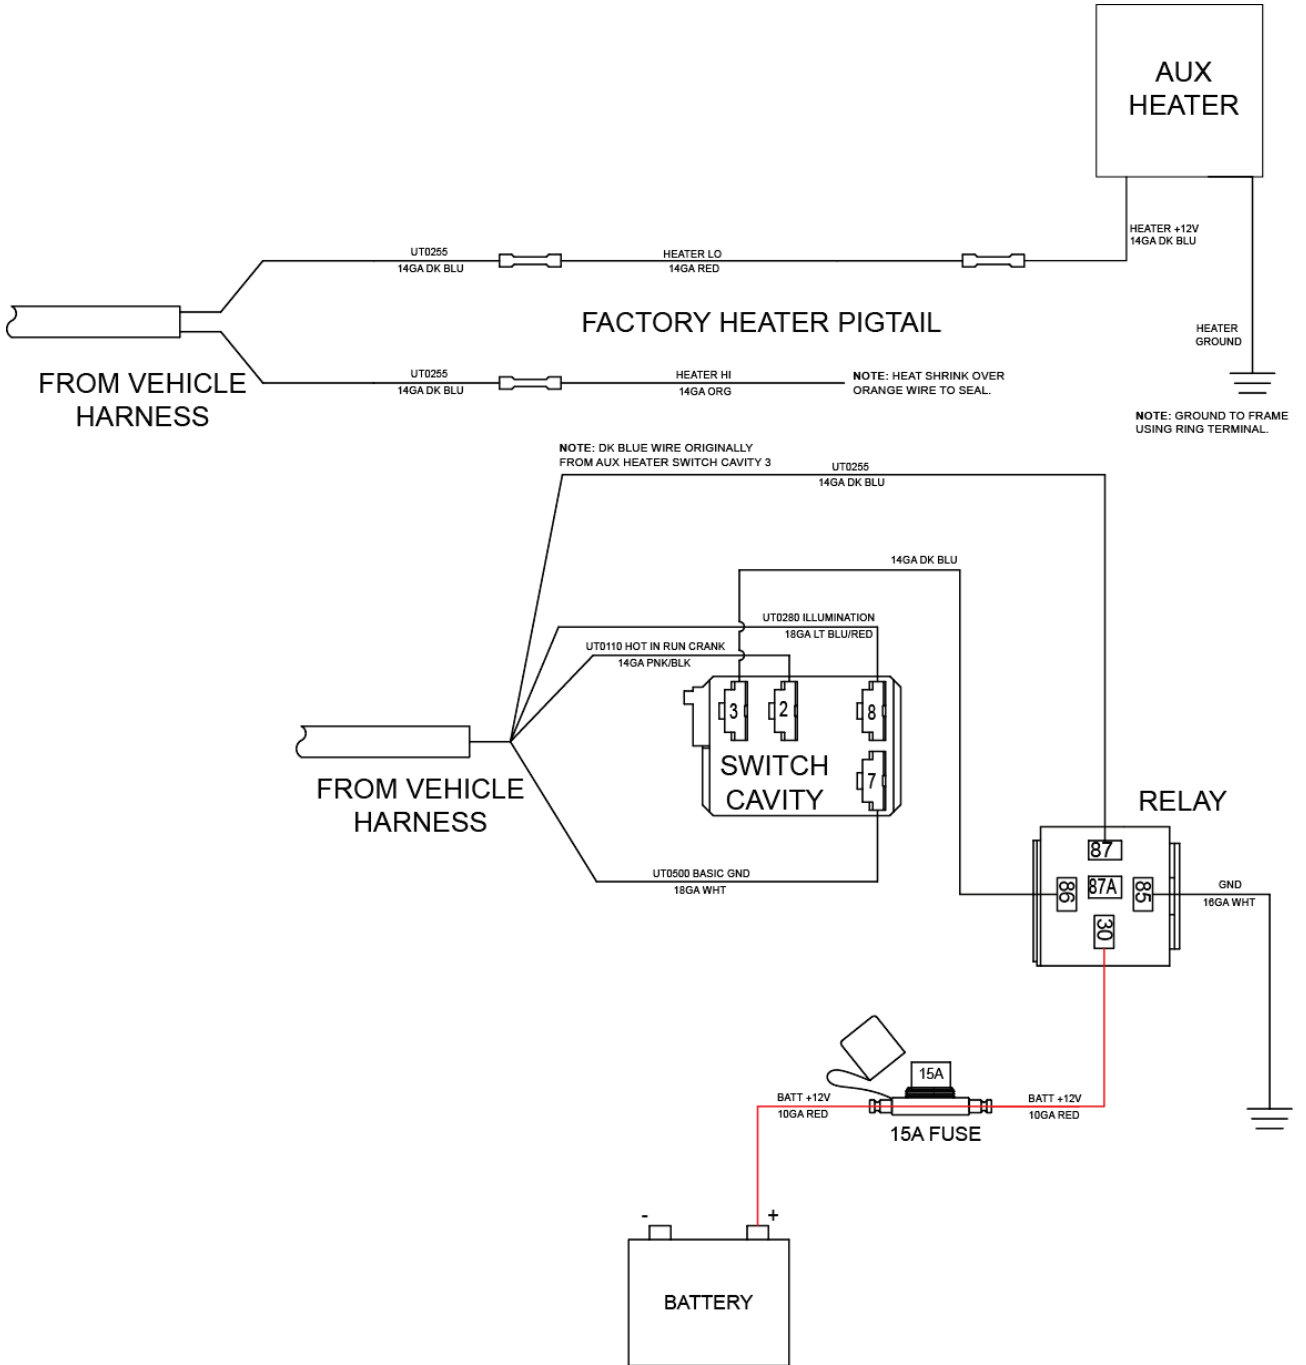 AUX
HEATER
HEATER +12V
14GA DK BLU
UT0255
14GA DK BLU
HEATER LO
14GA RED
FACTORY HEATER PIGTAIL
HEATER
GROUND
FROM VEHICLE
HARNESS
UT0255
14GA DK BLU
HEATER HI
14GA ORG
NOTE: HEAT SHRINK OVER
ORANGE WIRE TO SEAL.
NOTE: GROUND TO FRAME
USING RING TERMINAL.
NOTE: DK BLUE WIRE ORIGINALLY
FROM AUX HEATER SWITCH CAVITY 3
UT0255
14GA DK BLU
14GA DK BLU
UT0280 ILLUMINATION
18GA LT BLU/RED
UT0110 HOT IN RUN CRANK
14GA PNK/BLK
3
2
8
7
SWITCH
CAVITY
FROM VEHICLE
HARNESS
RELAY
87
87A
86
85
30
GND
16GA WHT
UT0500 BASIC GND
18GA WHT
15A
BATT +12V
10GA RED
BATT +12V
10GA RED
15A FUSE
-
+
BATTERY